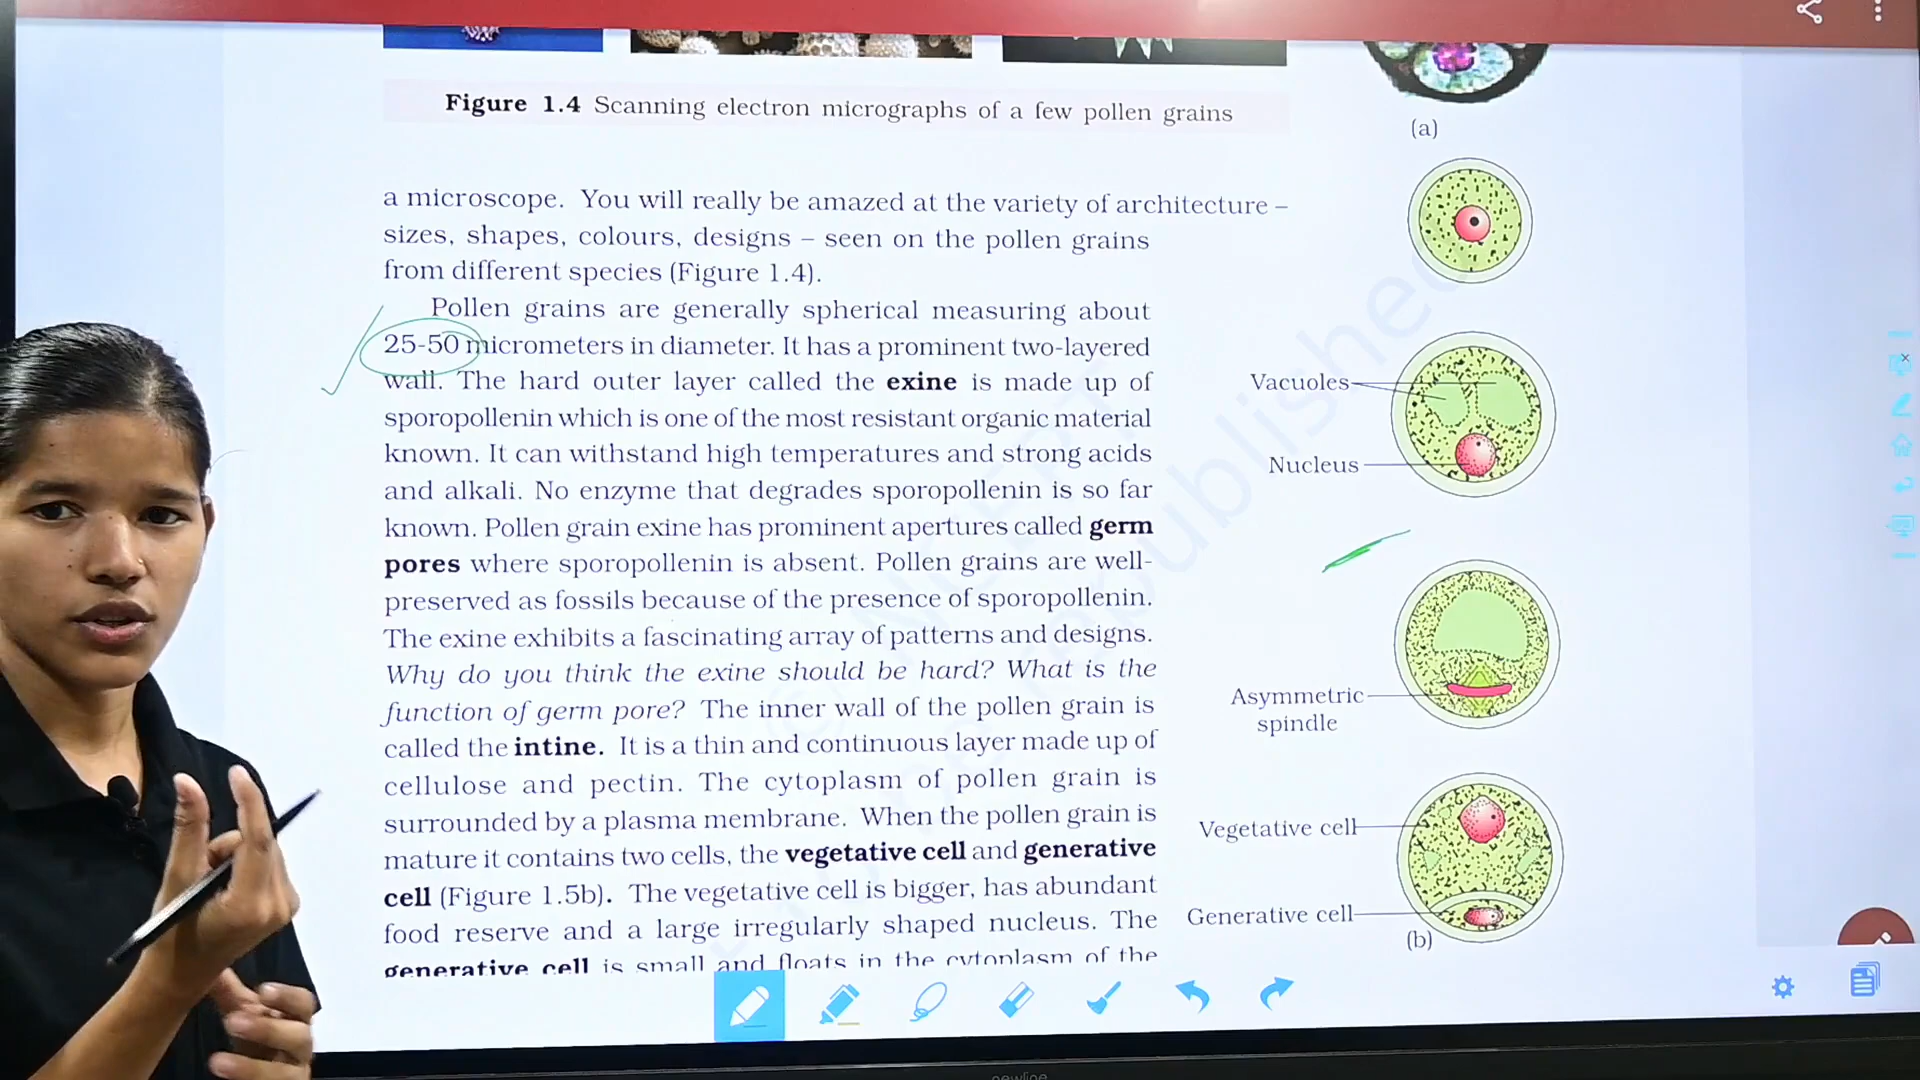 Figure 1.4 Scanning electron micrographs of a few pollen grains
(a)
a microscope. You will really be amazed at the variety of architecture –
sizes, shapes, colours, designs – seen on the pollen grains
from different species (Figure 1.4).
Pollen grains are generally spherical measuring about
25-50 micrometers in diameter. It has a prominent two-layered
wall. The hard outer layer called the exine is made up of
sporopollenin which is one of the most resistant organic material
known. It can withstand high temperatures and strong acids
and alkali. No enzyme that degrades sporopollenin is so far
known. Pollen grain exine has prominent apertures called germ
pores where sporopollenin is absent. Pollen grains are well-
preserved as fossils because of the presence of sporopollenin.
The exine exhibits a fascinating array of patterns and designs.
Why do you think the exine should be hard? What is the
function of germ pore? The inner wall of the pollen grain is
called the intine. It is a thin and continuous layer made up of
cellulose and pectin. The cytoplasm of pollen grain is
surrounded by a plasma membrane. When the pollen grain is
mature it contains two cells, the vegetative cell and generative
cell (Figure 1.5b). The vegetative cell is bigger, has abundant
food reserve and a large irregularly shaped nucleus. The
generative cell is small and floats in the cytoplasm of the
Vacuoles
Nucleus
Asymmetric
spindle
Vegetative cell
Generative cell
(b)
newline